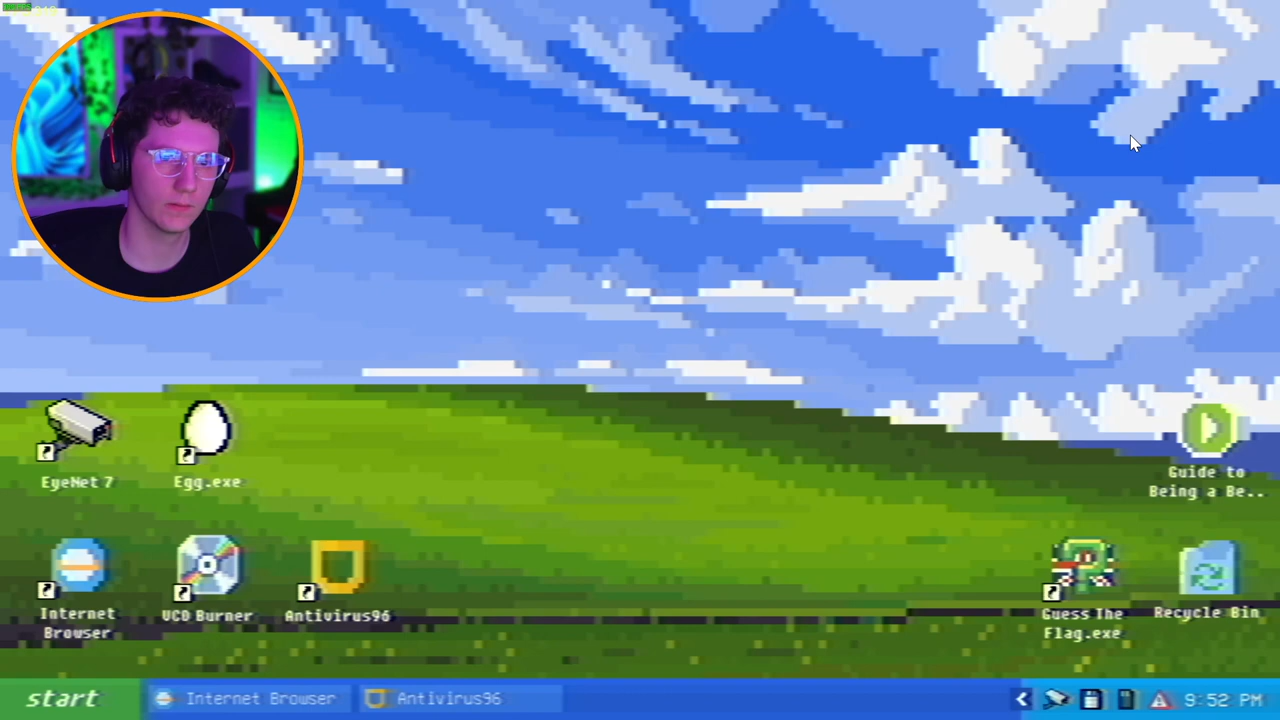 EyeNet 7
Egg.exe
Guide to
Being a Be..
Internet
Browser
VCD Burner
Antivirus96
Guess The
Flag.exe
Recycle Bin
start
Internet Browser
Antivirus96
9:52 PM